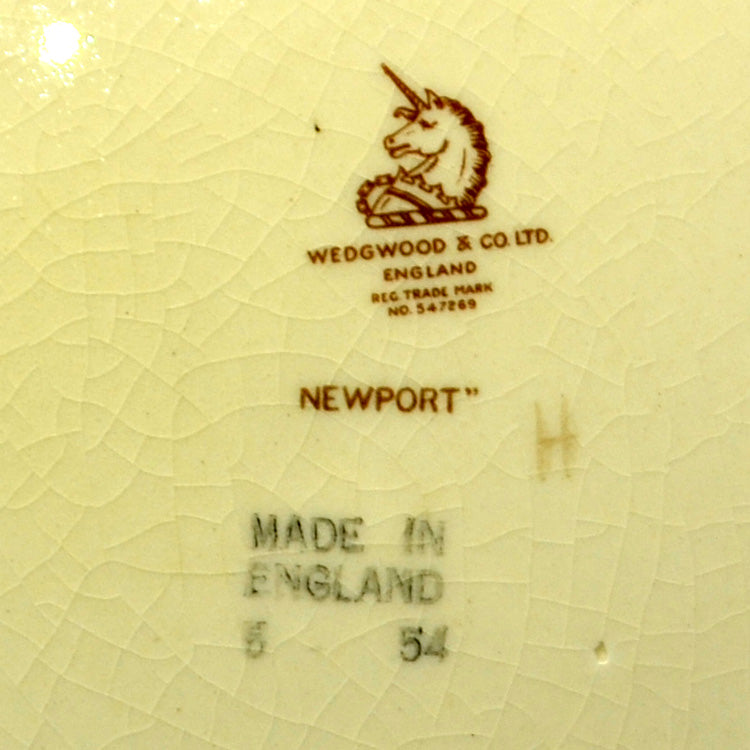 WEDGWOOD & CO. LTD.
ENGLAND
REG. TRADE MARK
NO. 547269
NEWPORT”
H
MADE IN
ENGLAND
5 54